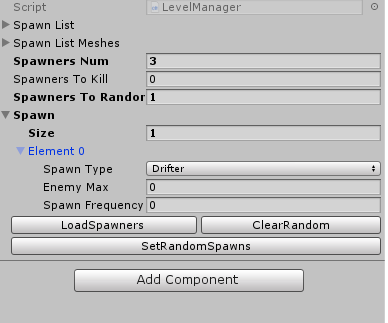 Script LevelManager
Spawn List
Spawn List Meshes
Spawners Num 3
Spawners To Kill 0
Spawners To Randor 1
Spawn
Size 1
Element 0
Spawn Type Drifter
Enemy Max 0
Spawn Frequency 0
LoadSpawners ClearRandom
SetRandomSpawns
Add Component